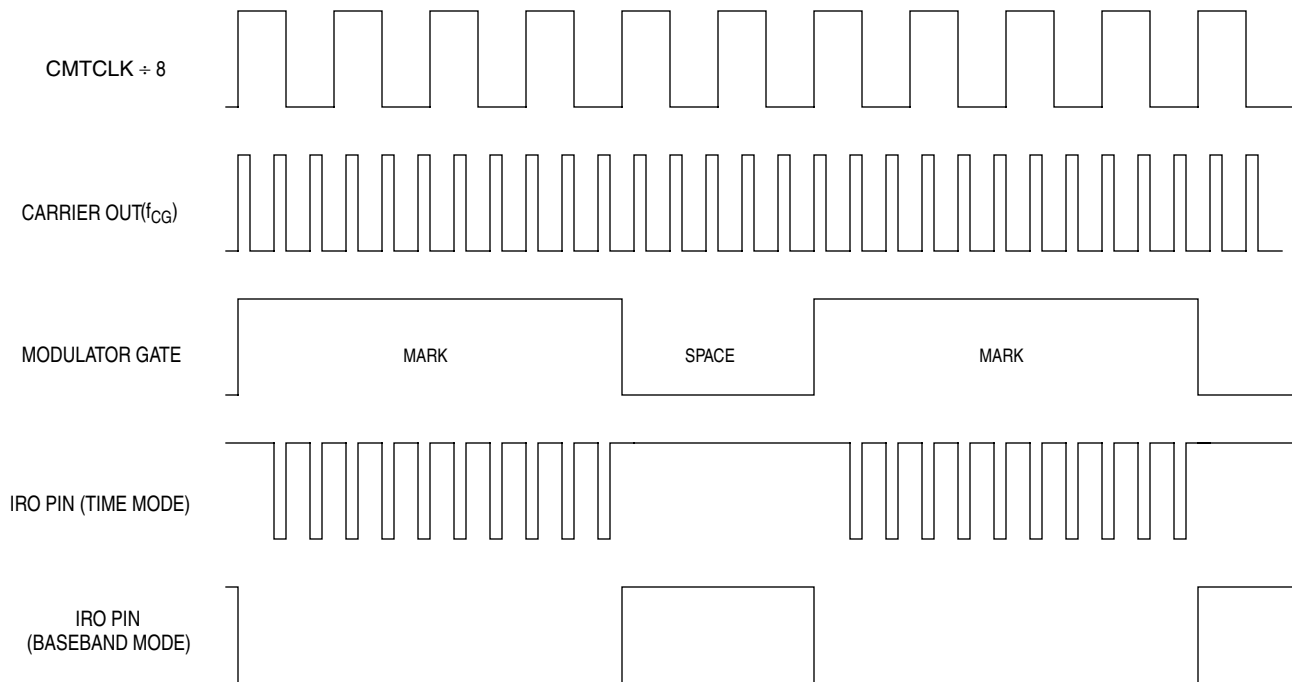 CMTCLK ÷ 8
CARRIER OUT(fCG)
MODULATOR GATE
MARK
SPACE
MARK
IRO PIN (TIME MODE)
IRO PIN
(BASEBAND MODE)